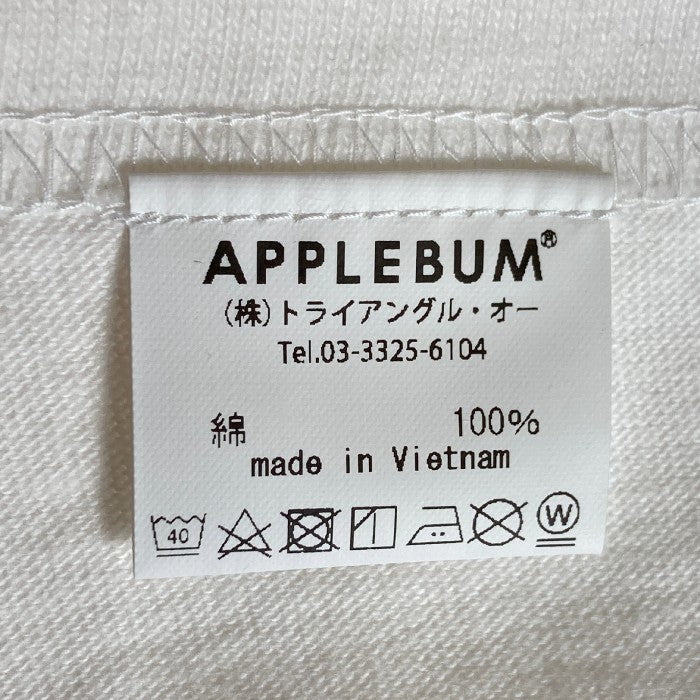 APPLEBUM®
(株)トライアングル・オー
Tel.03-3325-6104
綿 100%
made in Vietnam
40 W